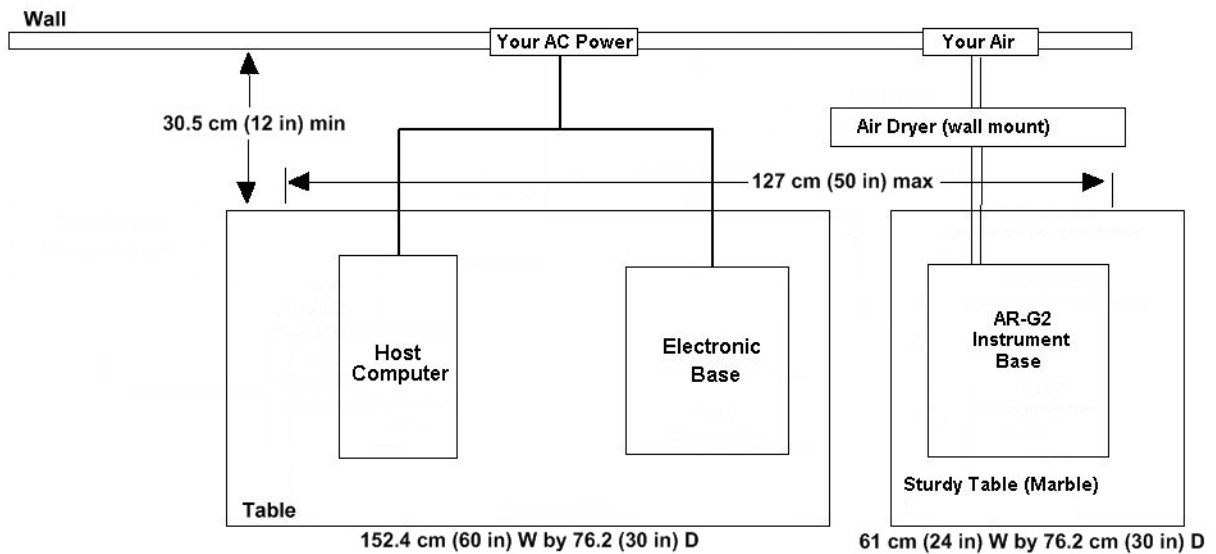 Wall
Your AC Power
Your Air
30.5 cm (12 in) min
Air Dryer (wall mount)
127 cm (50 in) max
Host
Computer
Electronic
Base
AR-G2
Instrument
Base
Sturdy Table (Marble)
Table
152.4 cm (60 in) W by 76.2 (30 in) D
61 cm (24 in) W by 76.2 cm (30 in) D